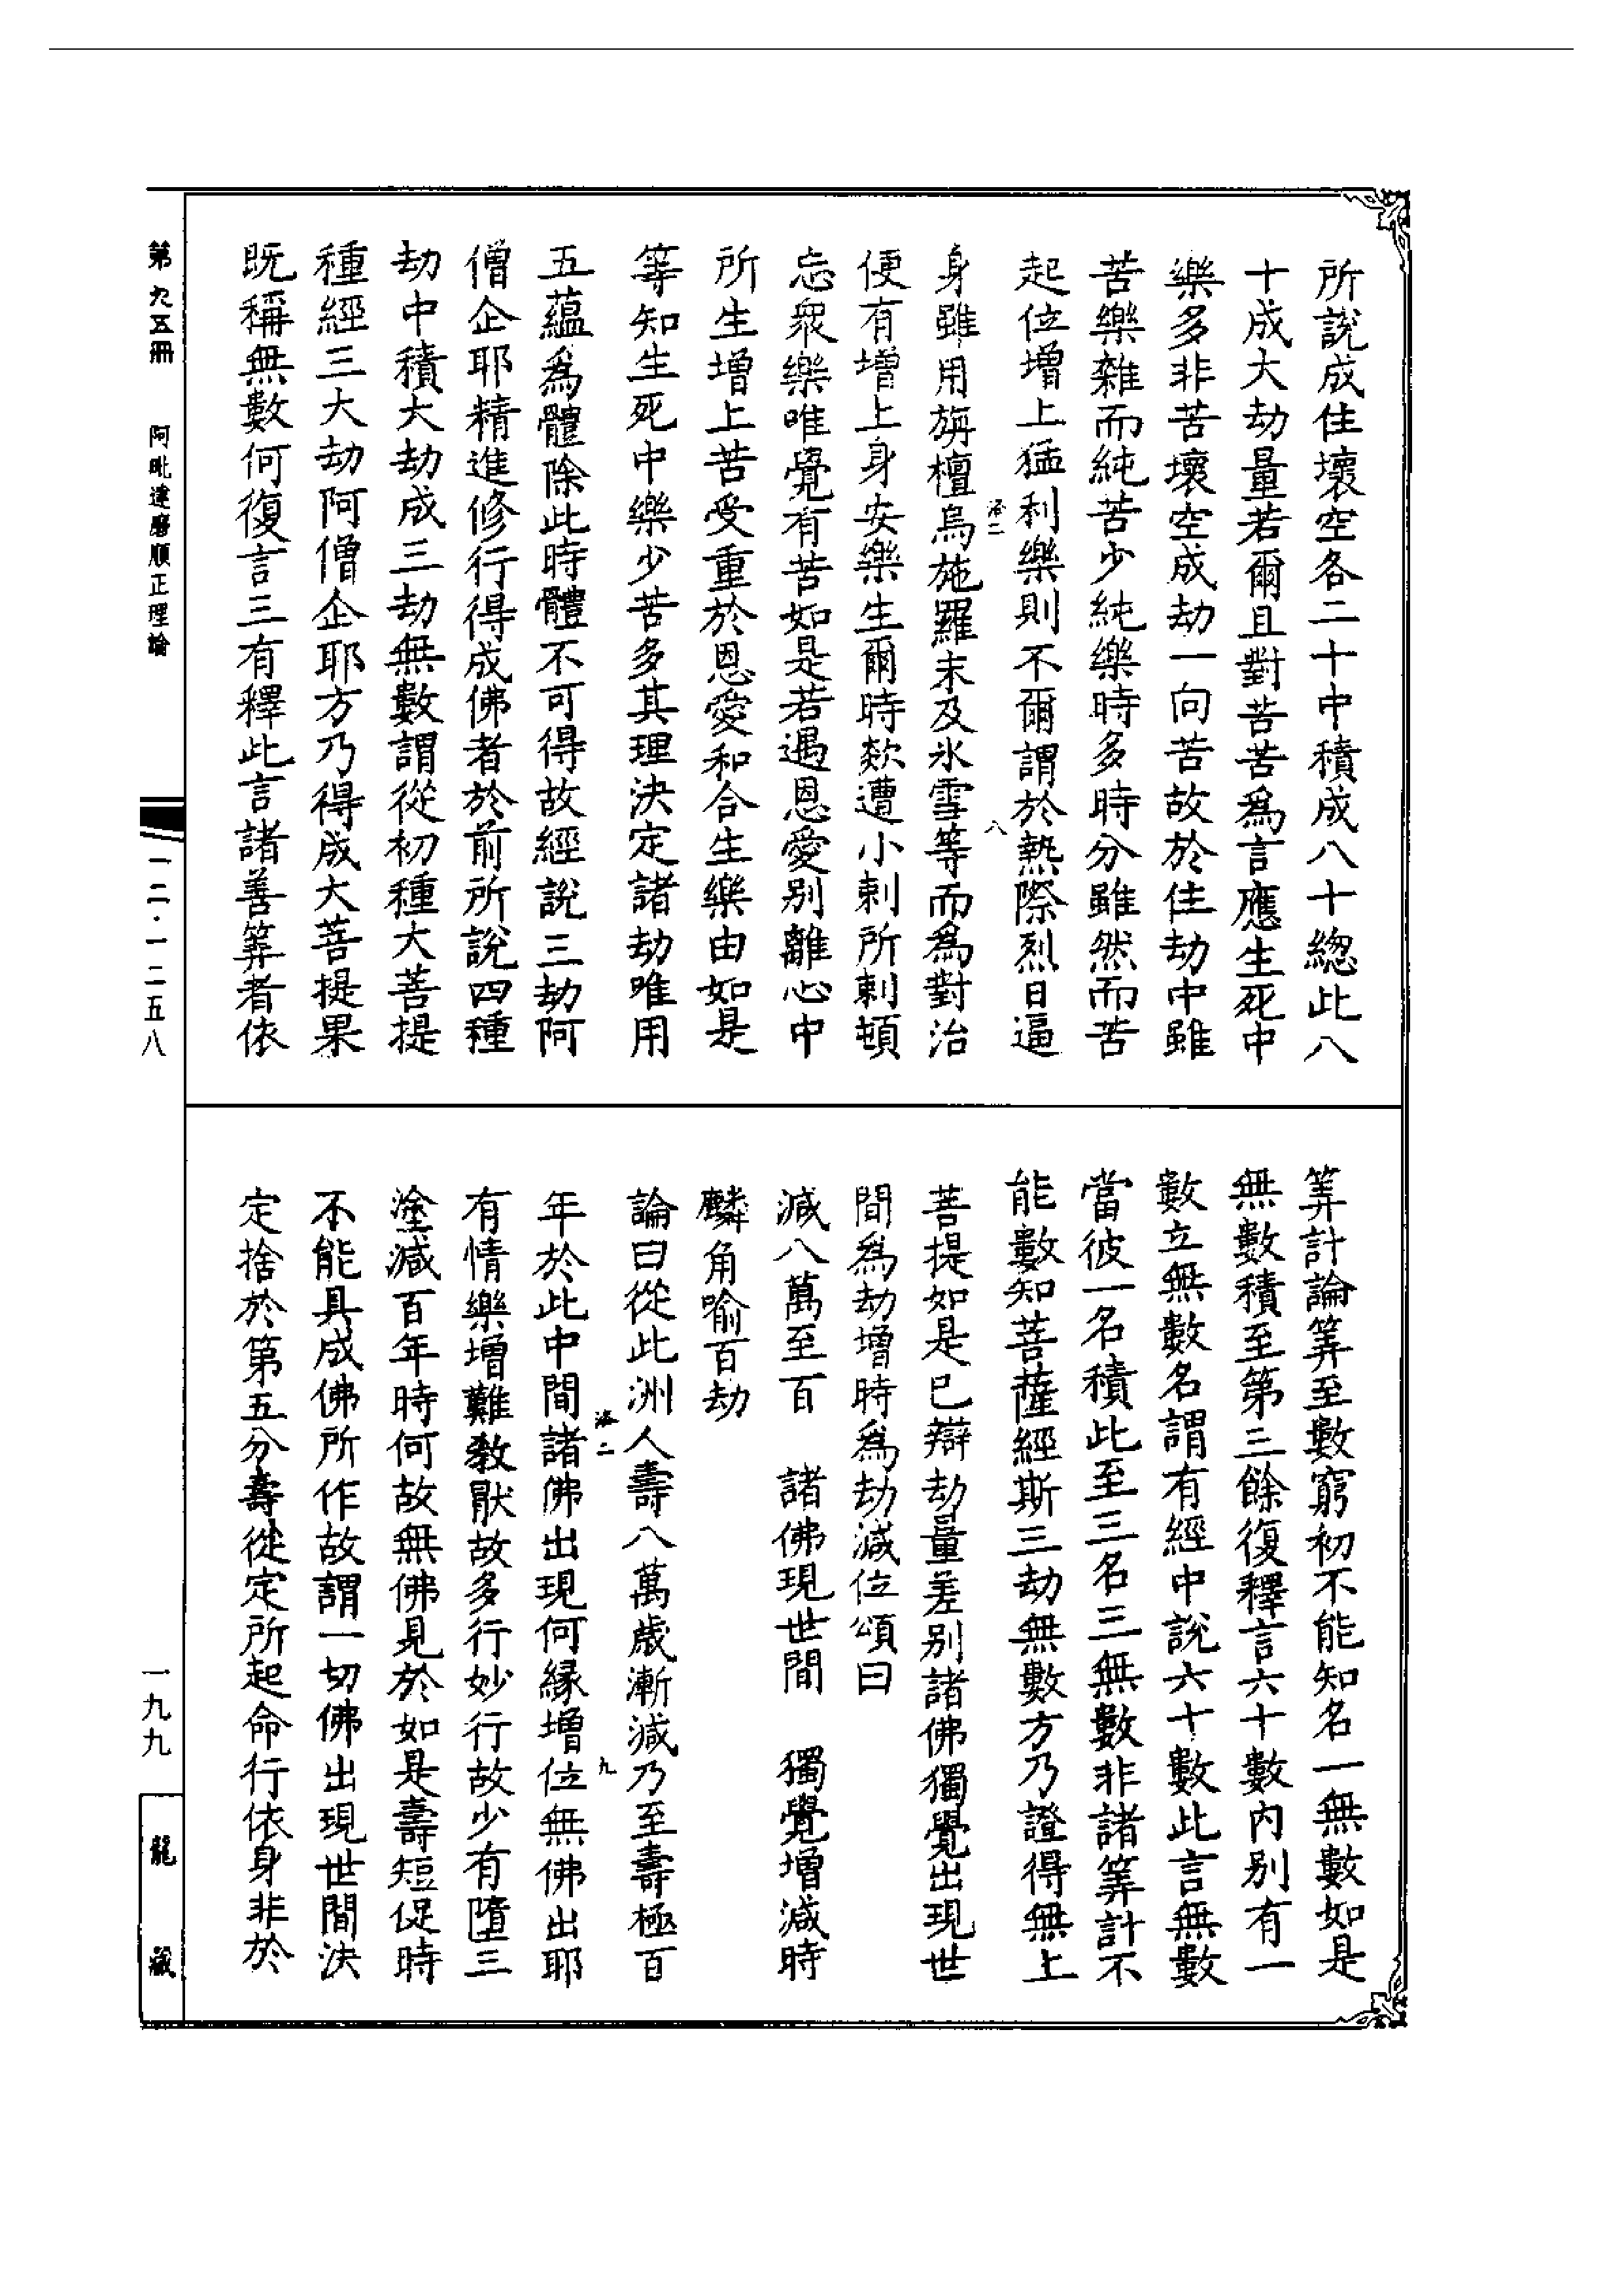 所說成住壞空各二十中積成八十總此八
十成大劫量若爾且對苦苦為言應生死中
樂多非苦壞空成劫一向苦故於住劫中雖
苦樂雜而純苦少純樂時多時分雖然而苦
起位增上猛利樂則不爾謂於熱際烈日逼
海二
八
身雖用旃檀烏施羅末及氷雪等而為對治
便有增上身安樂生爾時欻遭小刺所刺頓
忘衆樂唯覺有苦如是若遇恩愛別離心中
所生增上苦受重於恩愛和合生樂由如是
等知生死中樂少苦多其理決定諸劫唯用
五蘊為體除此時體不可得故經說三劫阿
僧企耶精進修行得成佛者於前所說四種
劫中積大劫成三劫無數謂從初種大菩提
種經三大劫阿僧企耶方乃得成大菩提果
既稱無數何復言三有釋此言諸善筭者依
筭計論筭至數窮初不能知名一無數如是
無數積至第三餘復釋言六十數內別有一
數立無數名謂有經中說六十數此言無數
當彼一名積此至三名三無數非諸筭計不
能數知菩薩經斯三劫無數方乃證得無上
菩提如是已辯劫量差別諸佛獨覺出現世
間為劫增時為劫減位頌曰
減八萬至百　諸佛現世間　獨覺增減時
麟角喻百劫
論曰從此洲人壽八萬歲漸減乃至壽極百
海二
九
年於此中間諸佛出現何緣增位無佛出耶
有情樂增難教厭故多行妙行故少有墮三
塗減百年時何故無佛見於如是壽短促時
不能具成佛所作故謂一切佛出現世間決
定捨於第五分壽從定所起命行依身非於
第九五冊　阿毗達磨順正理論
一二·一二五八
一九九
龍藏